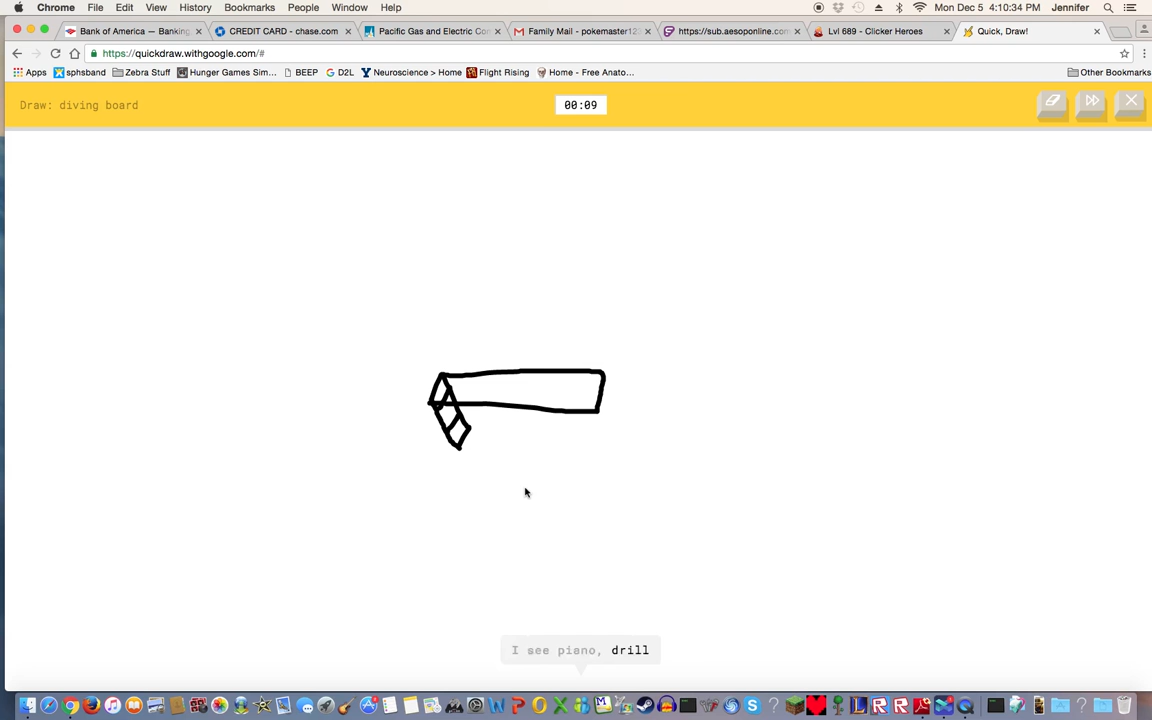 Chrome File Edit View History Bookmarks People Window Help Mon Dec 5 4:10:34 PM Jennifer
Bank of America — Banking CREDIT CARD - chase.com Pacific Gas and Electric Co Family Mail - pokemaster12 https://sub.aesoponline.com Lvl 689 - Clicker Heroes Quick, Draw!
https://quickdraw.withgoogle.com/#
Apps sphsband Zebra Stuff Hunger Games Sim... BEEP D2L Neuroscience > Home Flight Rising Home - Free Anato... Other Bookmarks
Draw: diving board 00:09
I see piano, drill